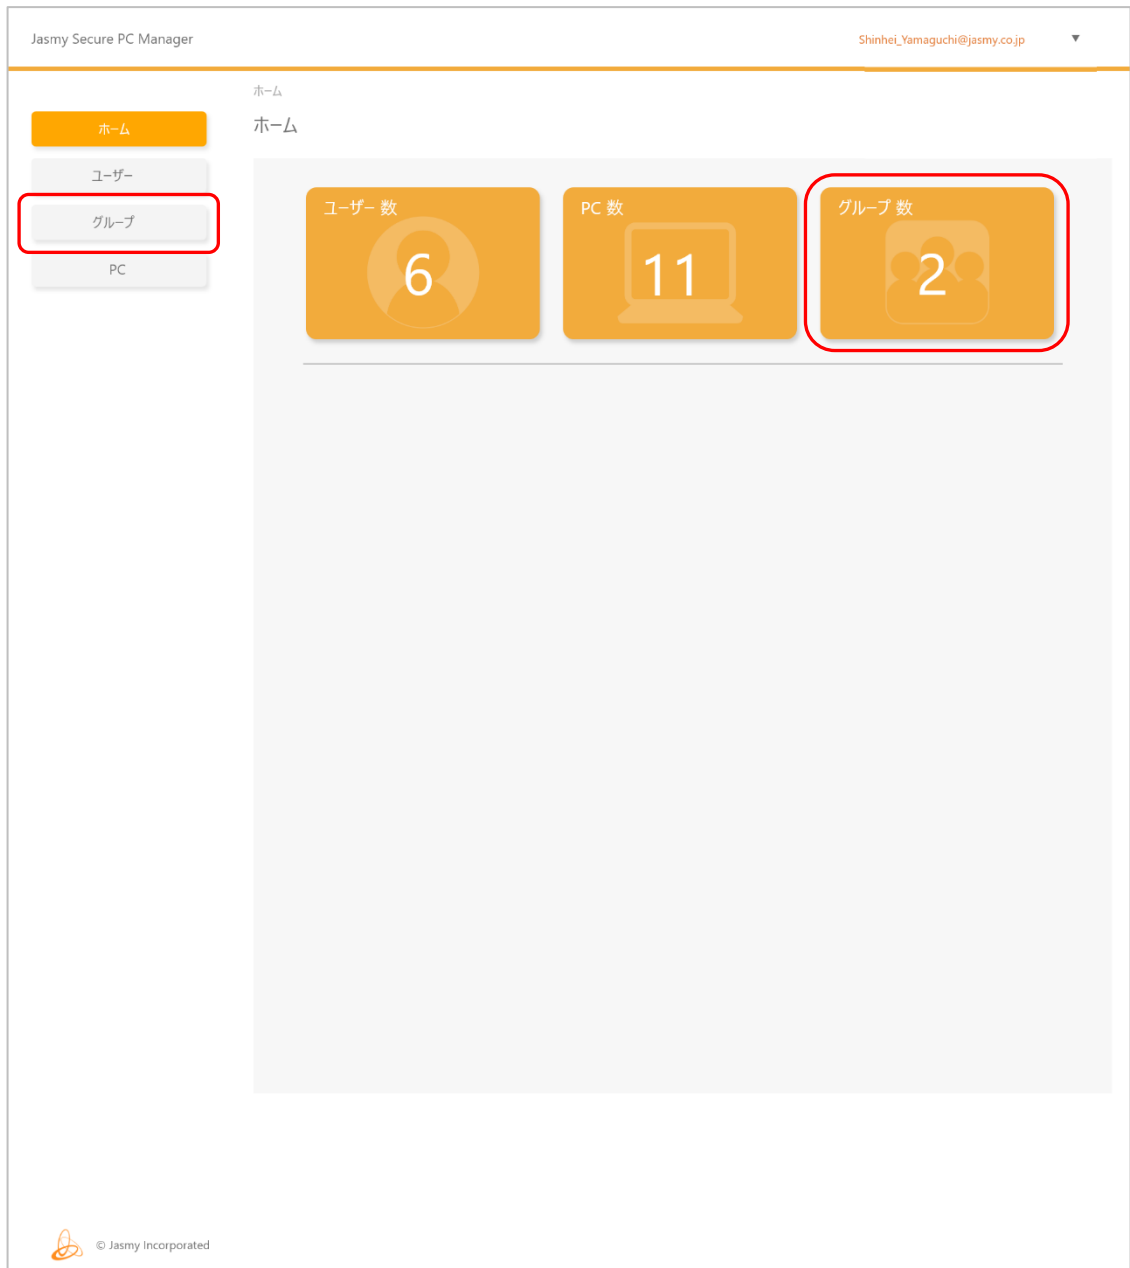 Jasmy Secure PC Manager
Shinhei_Yamaguchi@jasmy.co.jp ▼
ホーム
ホーム
ホーム
ユーザー
グループ
PC
ユーザー 数
6
PC 数
11
グループ 数
2
© Jasmy Incorporated